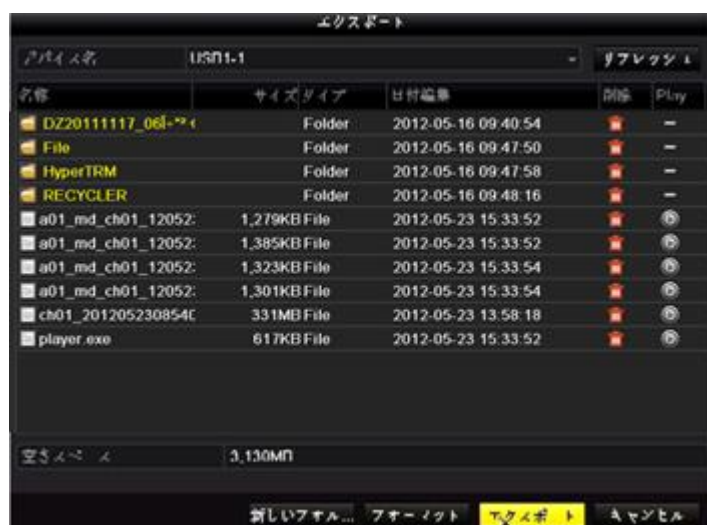 エクスポート
デバイス名 USB1-1 リフレッシュ
名称 サイズ タイプ 日付編集 削除 Play
DZ20111117_06 Folder 2012-05-16 09:40:54 –
File Folder 2012-05-16 09:47:50 –
HyperTRM Folder 2012-05-16 09:47:58 –
RECYCLER Folder 2012-05-16 09:48:16 –
a01_md_ch01_12052: 1,279KB File 2012-05-23 15:33:52
a01_md_ch01_12052: 1,385KB File 2012-05-23 15:33:52
a01_md_ch01_12052: 1,323KB File 2012-05-23 15:33:54
a01_md_ch01_12052: 1,301KB File 2012-05-23 15:33:54
ch01_201205230854 331MB File 2012-05-23 13:58:18
player.exe 617KB File 2012-05-23 15:33:52
空きスペース 3,130MB
新しいフォル... フォーマット エクスポート キャンセル